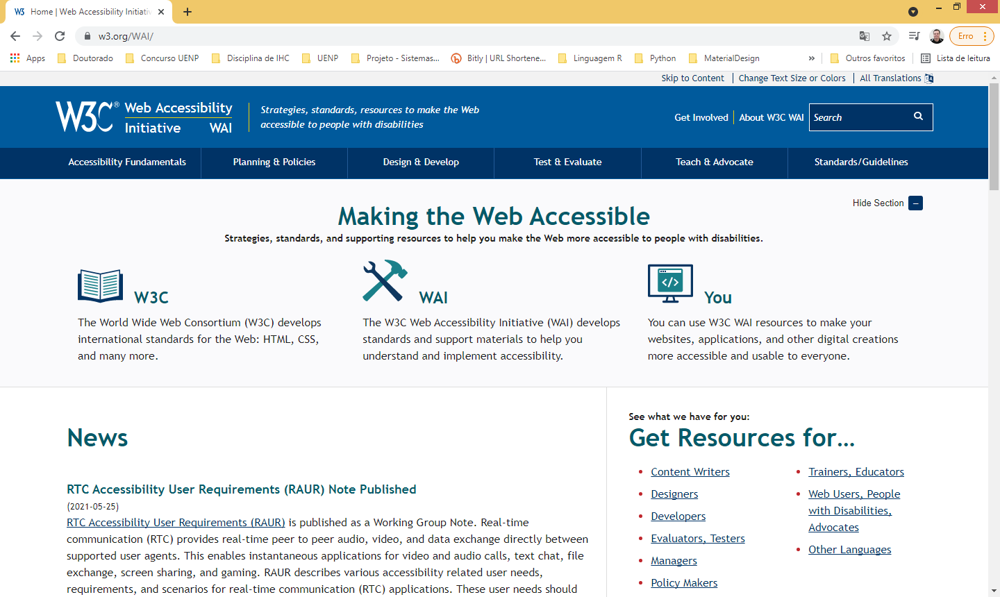 Home | Web Accessibility Initiativ
w3.org/WAI/
Erro
Apps
Doutorado
Concurso UENP
Disciplina de IHC
UENP
Projeto - Sistemas...
Bitly | URL Shortene...
Linguagem R
Python
MaterialDesign
»
Outros favoritos
Lista de leitura
Skip to Content
Change Text Size or Colors
All Translations
W3C® Web Accessibility
Initiative WAI
Strategies, standards, resources to make the Web
accessible to people with disabilities
Get Involved
About W3C WAI
Search
Accessibility Fundamentals
Planning & Policies
Design & Develop
Test & Evaluate
Teach & Advocate
Standards/Guidelines
Hide Section
Making the Web Accessible
Strategies, standards, and supporting resources to help you make the Web more accessible to people with disabilities.
W3C
The World Wide Web Consortium (W3C) develops
international standards for the Web: HTML, CSS,
and many more.
WAI
The W3C Web Accessibility Initiative (WAI) develops
standards and support materials to help you
understand and implement accessibility.
You
You can use W3C WAI resources to make your
websites, applications, and other digital creations
more accessible and usable to everyone.
News
RTC Accessibility User Requirements (RAUR) Note Published
(2021-05-25)
RTC Accessibility User Requirements (RAUR) is published as a Working Group Note. Real-time
communication (RTC) provides real-time peer to peer audio, video, and data exchange directly between
supported user agents. This enables instantaneous applications for video and audio calls, text chat, file
exchange, screen sharing, and gaming. RAUR describes various accessibility related user needs,
requirements, and scenarios for real-time communication (RTC) applications. These user needs should
See what we have for you:
Get Resources for…
Content Writers
Designers
Developers
Evaluators, Testers
Managers
Policy Makers
Trainers, Educators
Web Users, People
with Disabilities,
Advocates
Other Languages